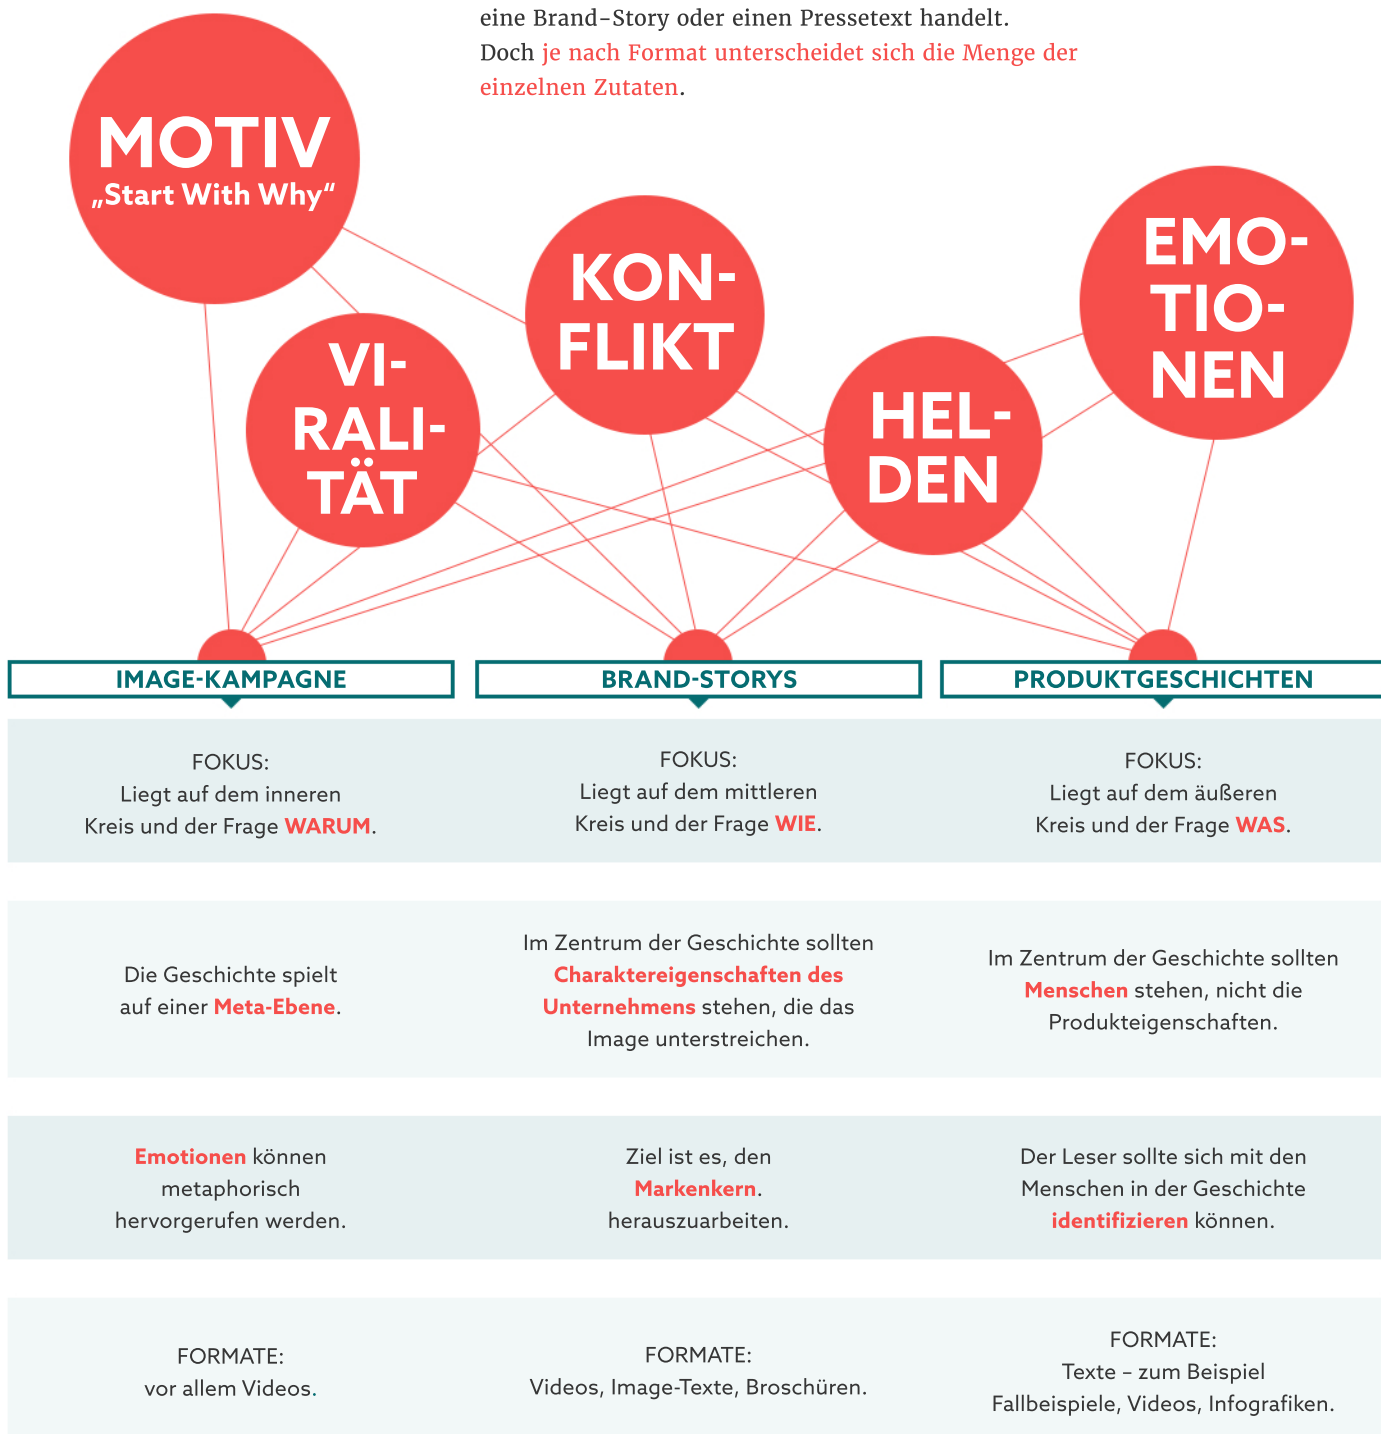 eine Brand-Story oder einen Pressetext handelt.
Doch je nach Format unterscheidet sich die Menge der
einzelnen Zutaten.
MOTIV
„Start With Why“
KON-
FLIKT
EMO-
TIO-
NEN
VI-
RALI-
TÄT
HEL-
DEN
IMAGE-KAMPAGNE
FOKUS:
Liegt auf dem inneren
Kreis und der Frage WARUM.
Die Geschichte spielt
auf einer Meta-Ebene.
Emotionen können
metaphorisch
hervorgerufen werden.
FORMATE:
vor allem Videos.
BRAND-STORYS
FOKUS:
Liegt auf dem mittleren
Kreis und der Frage WIE.
Im Zentrum der Geschichte sollten
Charaktereigenschaften des
Unternehmens stehen, die das
Image unterstreichen.
Ziel ist es, den
Markenkern.
herauszuarbeiten.
FORMATE:
Videos, Image-Texte, Broschüren.
PRODUKTGESCHICHTEN
FOKUS:
Liegt auf dem äußeren
Kreis und der Frage WAS.
Im Zentrum der Geschichte sollten
Menschen stehen, nicht die
Produkteigenschaften.
Der Leser sollte sich mit den
Menschen in der Geschichte
identifizieren können.
FORMATE:
Texte – zum Beispiel
Fallbeispiele, Videos, Infografiken.